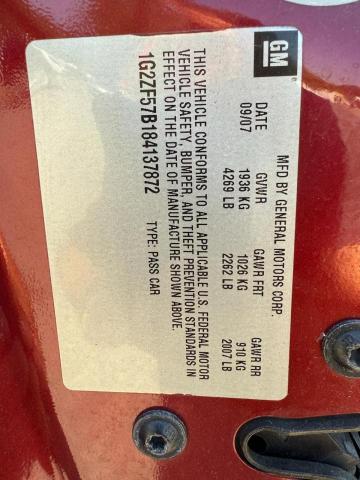 GM
MFD BY GENERAL MOTORS CORP.
DATE GVWR GAWR FRT GAWR RR
09/07 1936 KG 1026 KG 910 KG
4269 LB 2262 LB 2007 LB
THIS VEHICLE CONFORMS TO ALL APPLICABLE U.S. FEDERAL MOTOR
VEHICLE SAFETY, BUMPER, AND THEFT PREVENTION STANDARDS IN
EFFECT ON THE DATE OF MANUFACTURE SHOWN ABOVE.
1G2ZF57B184137872 TYPE: PASS CAR